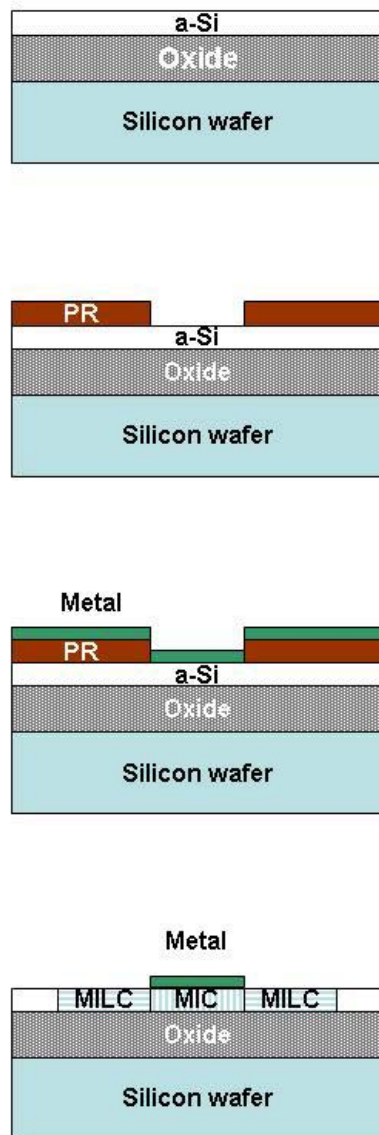 a-Si
Oxide
Silicon wafer
PR
a-Si
Oxide
Silicon wafer
Metal
PR
a-Si
Oxide
Silicon wafer
Metal
MILC MIC MILC
Oxide
Silicon wafer